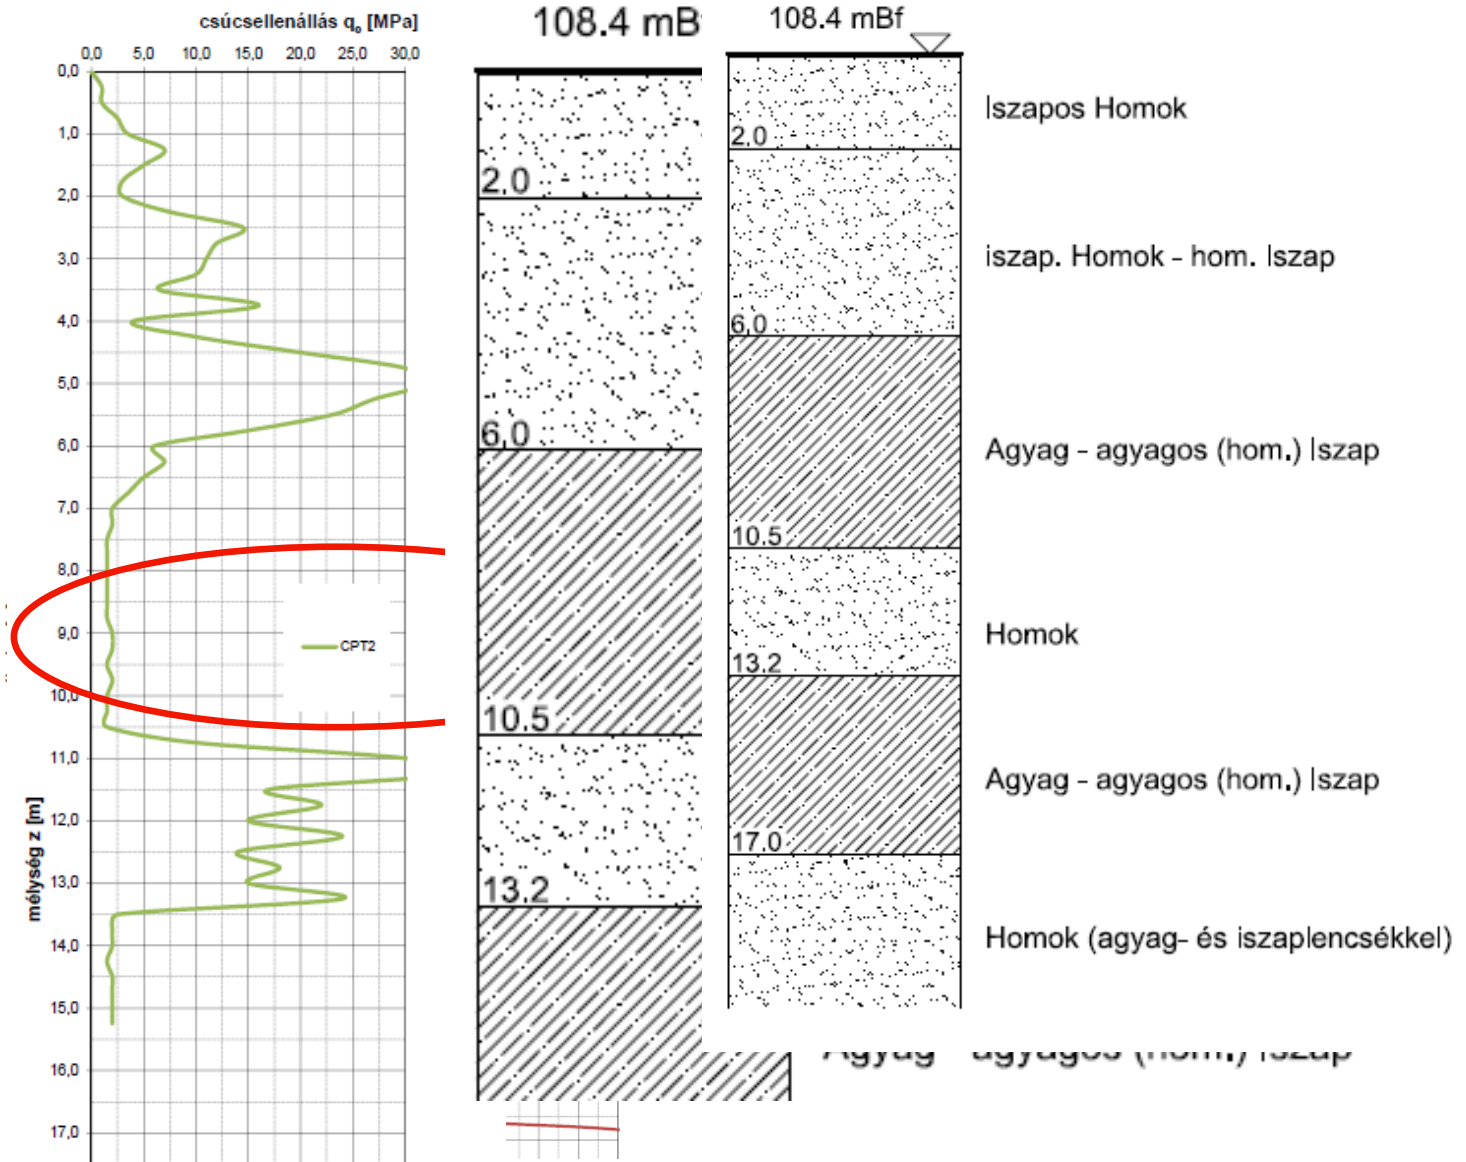 csúcsellenállás q₀ [MPa]
0,0 5,0 10,0 15,0 20,0 25,0 30,0
0,0
1,0
2,0
3,0
4,0
5,0
6,0
7,0
8,0
9,0
10,0
11,0
12,0
13,0
14,0
15,0
16,0
17,0
mélység z [m]
CPT2
108.4 mBf
2,0
6,0
10.5
13.2
108.4 mBf
2,0
6,0
10.5
13.2
17.0
Iszapos Homok
iszap. Homok - hom. Iszap
Agyag - agyagos (hom.) Iszap
Homok
Agyag - agyagos (hom.) Iszap
Homok (agyag- és iszaplencsékkel)
Agyag - agyagos (hom.) Iszap